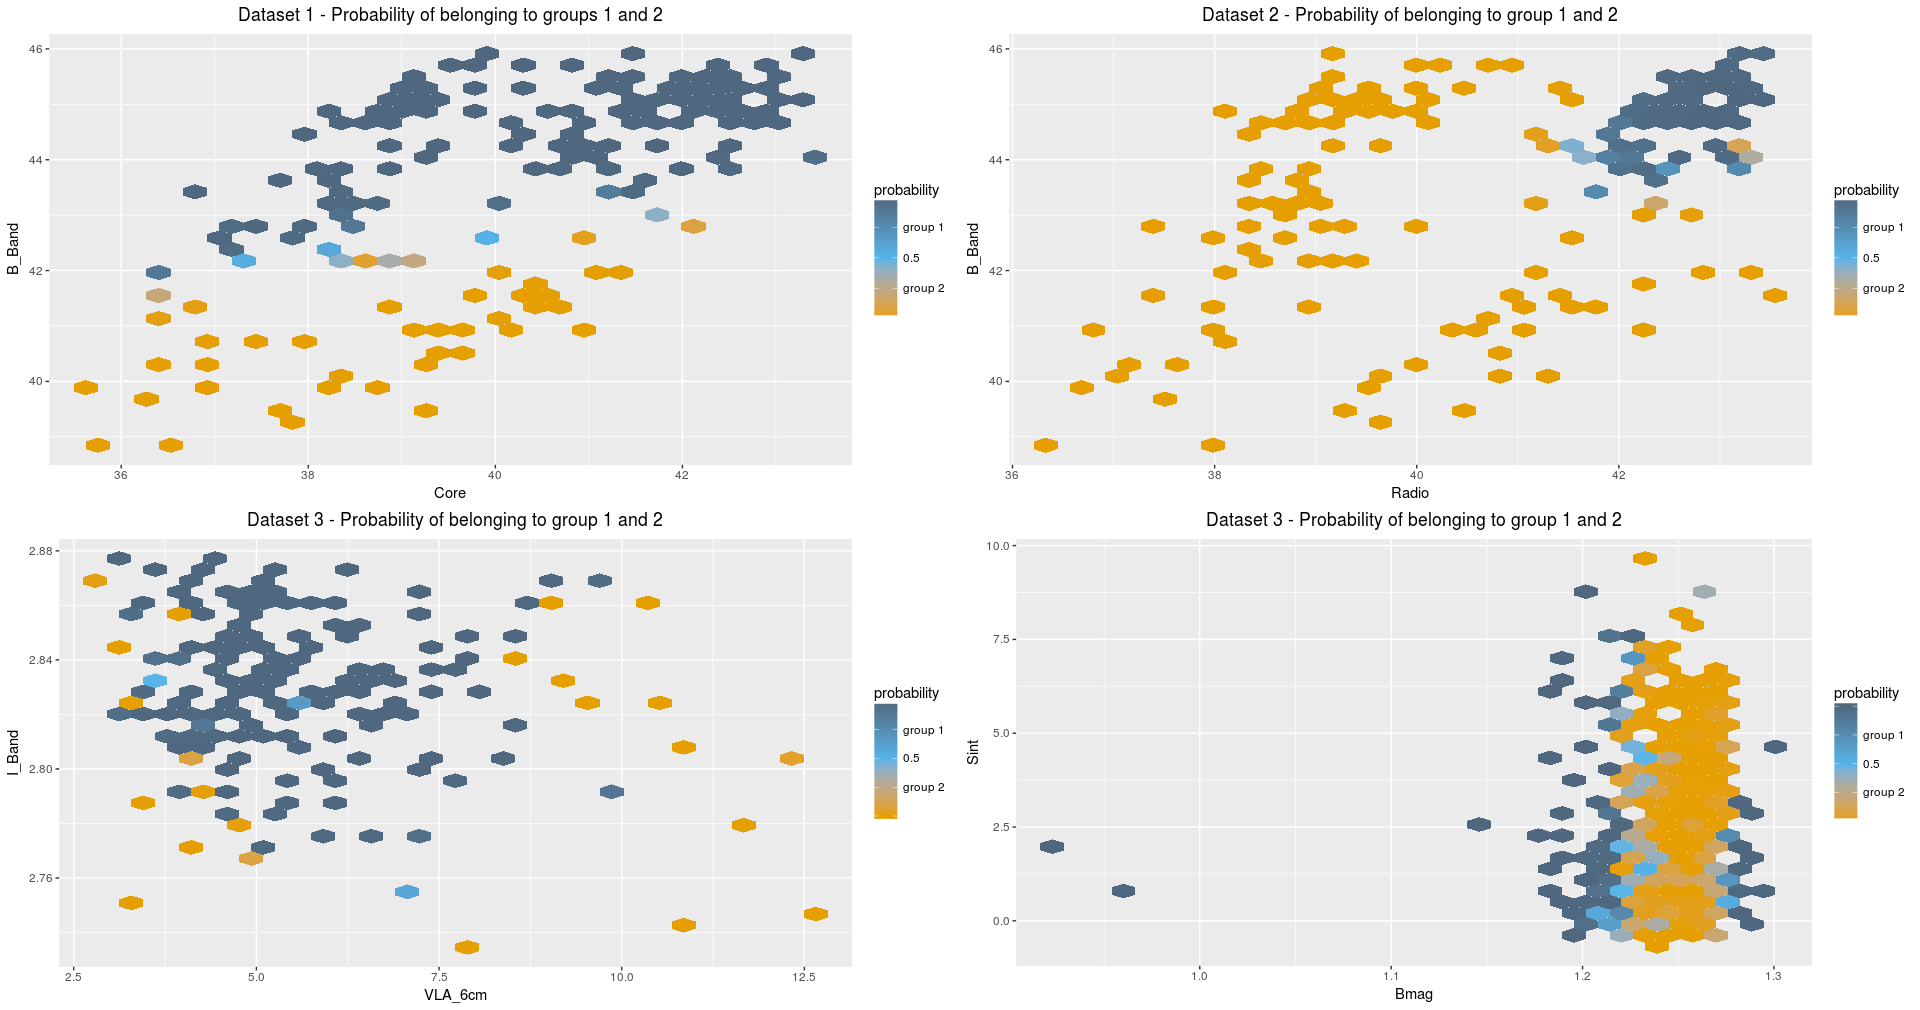 Dataset 1 - Probability of belonging to groups 1 and 2
46
44
42
40
B_Band
36
38
40
42
Core
probability
group 1
0.5
group 2
Dataset 2 - Probability of belonging to group 1 and 2
46
44
42
40
B_Band
36
38
40
42
Radio
probability
group 1
0.5
group 2
Dataset 3 - Probability of belonging to group 1 and 2
2.88
2.84
2.80
2.76
I_Band
2.5
5.0
7.5
10.0
12.5
VLA_6cm
probability
group 1
0.5
group 2
Dataset 3 - Probability of belonging to group 1 and 2
10.0
7.5
5.0
2.5
0.0
Sint
1.0
1.1
1.2
1.3
Bmag
probability
group 1
0.5
group 2